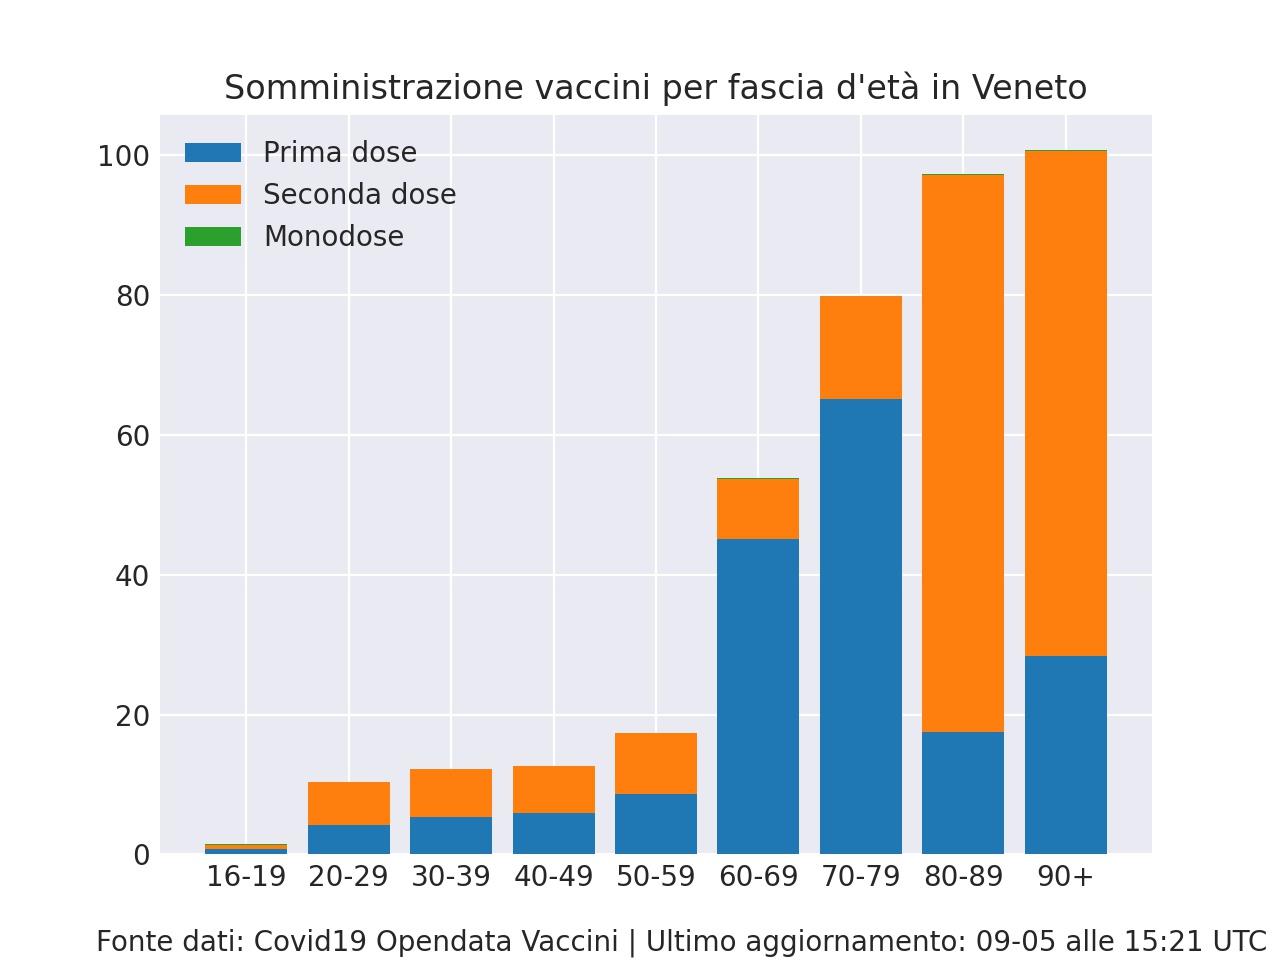 Somministrazione vaccini per fascia d'età in Veneto
Prima dose
Seconda dose
Monodose
100
80
60
40
20
0
16-19 20-29 30-39 40-49 50-59 60-69 70-79 80-89 90+
Fonte dati: Covid19 Opendata Vaccini | Ultimo aggiornamento: 09-05 alle 15:21 UTC